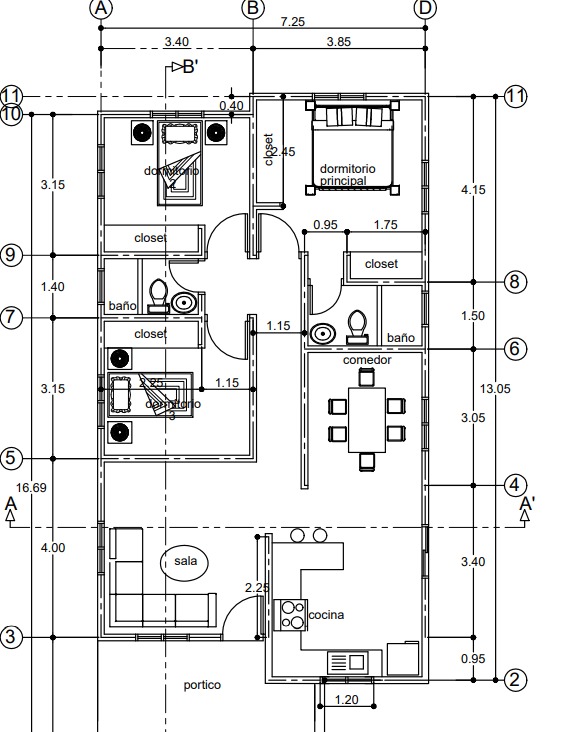 A
B
D
7.25
3.40
3.85
B'
11
11
10
0.40
closet
2.45
dormitorio
2
dormitorio
principal
3.15
4.15
0.95
1.75
closet
closet
9
8
1.40
baño
1.50
7
1.15
baño
closet
6
comedor
2.25
1.15
13.05
3.15
3.05
dormitorio
3
5
4
16.69
A
A'
4.00
sala
3.40
2.25
cocina
3
0.95
portico
2
1.20